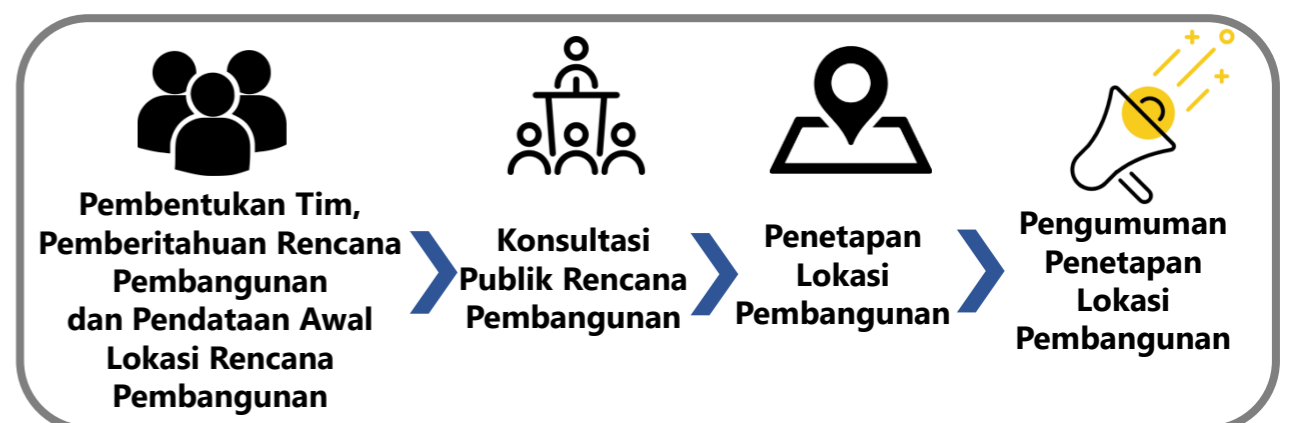 Pembentukan Tim,
Pemberitahuan Rencana
Pembangunan
dan Pendataan Awal
Lokasi Rencana
Pembangunan
Konsultasi
Publik Rencana
Pembangunan
Penetapan
Lokasi
Pembangunan
Pengumuman
Penetapan
Lokasi
Pembangunan